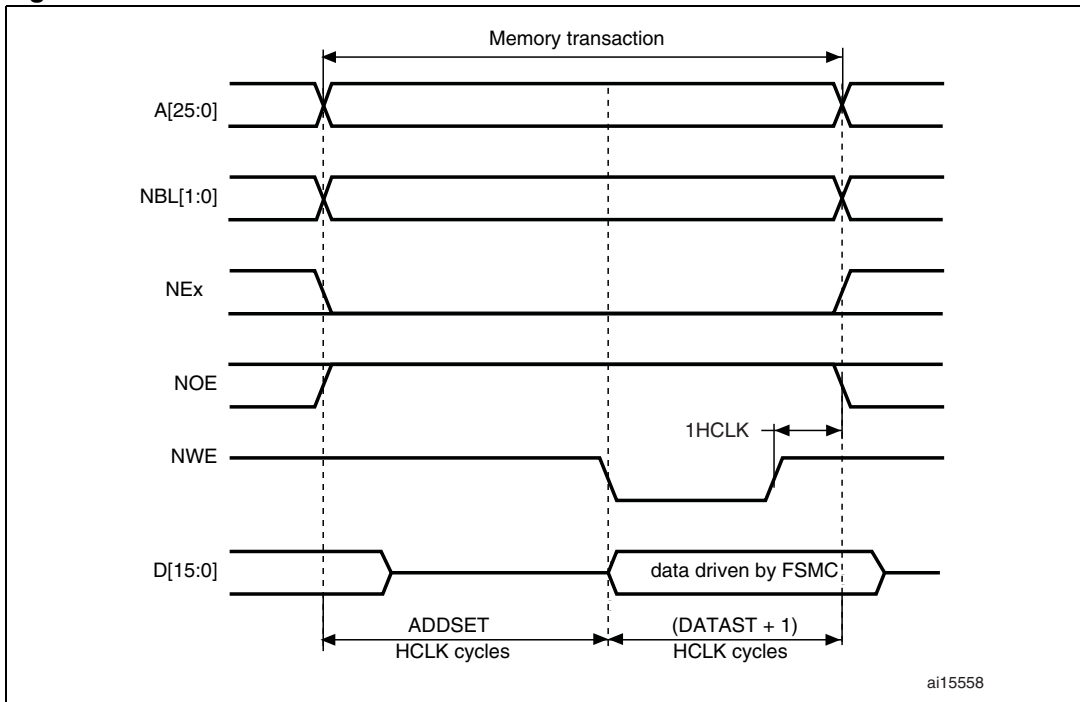 Memory transaction
A[25:0]
NBL[1:0]
NEx
NOE
1HCLK
NWE
D[15:0]
data driven by FSMC
ADDSET
HCLK cycles
(DATAST + 1)
HCLK cycles
ai15558